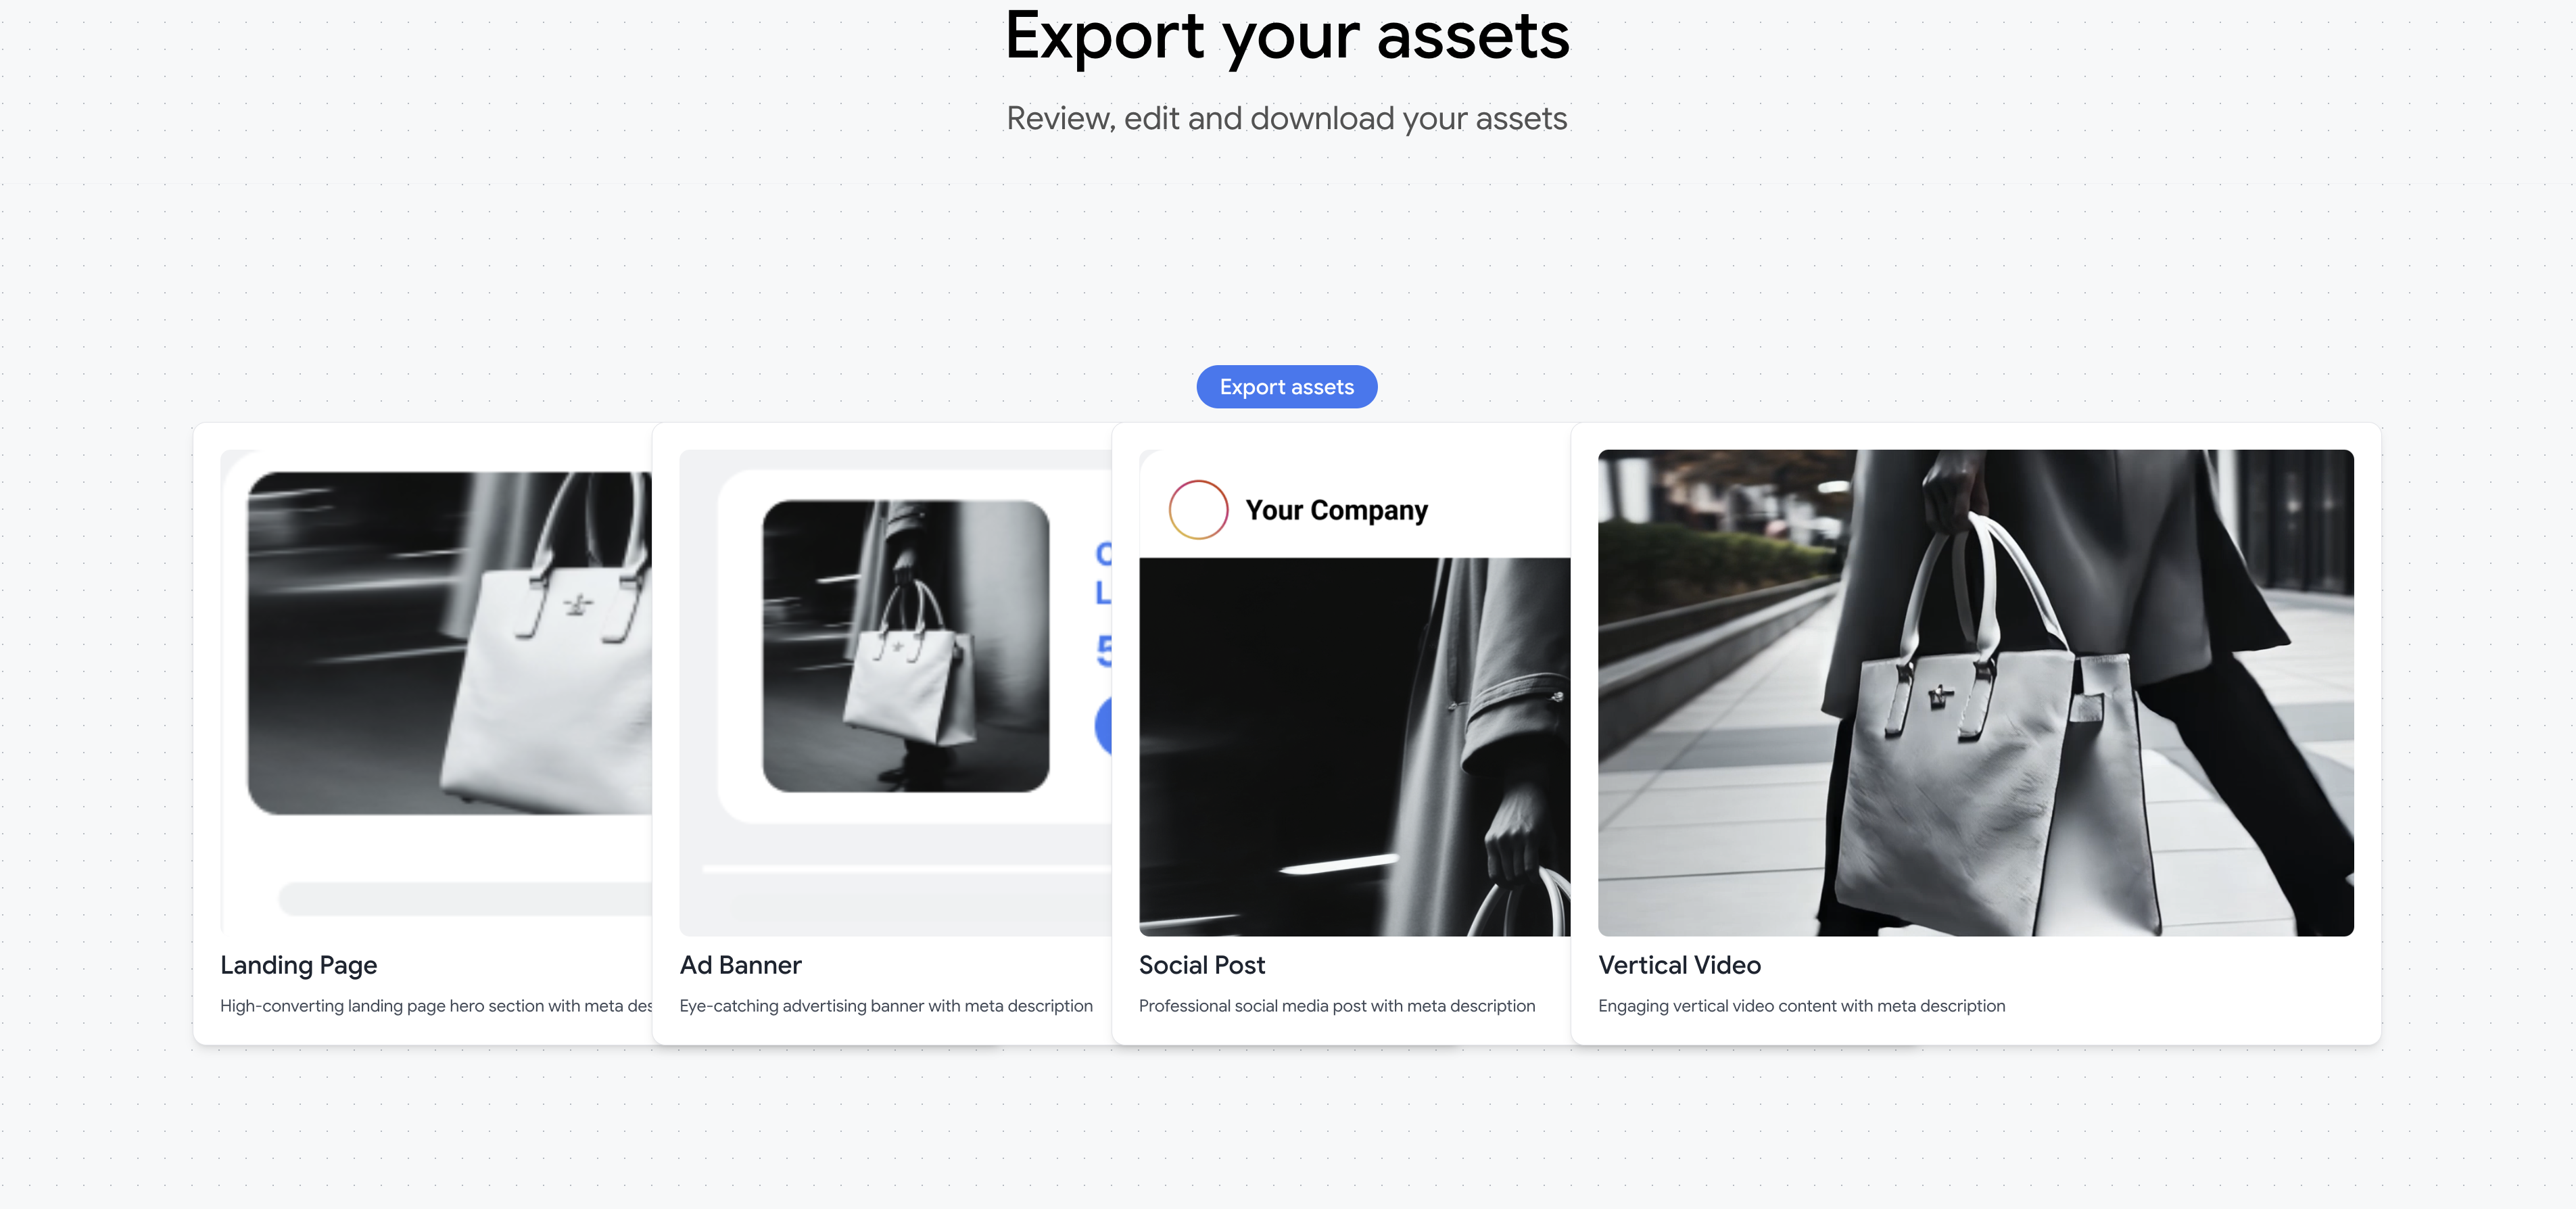 Export your assets
Review, edit and download your assets
Export assets
Your Company
Landing Page
High-converting landing page hero section with meta
Ad Banner
Eye-catching advertising banner with meta description
Social Post
Professional social media post with meta description
Vertical Video
Engaging vertical video content with meta description